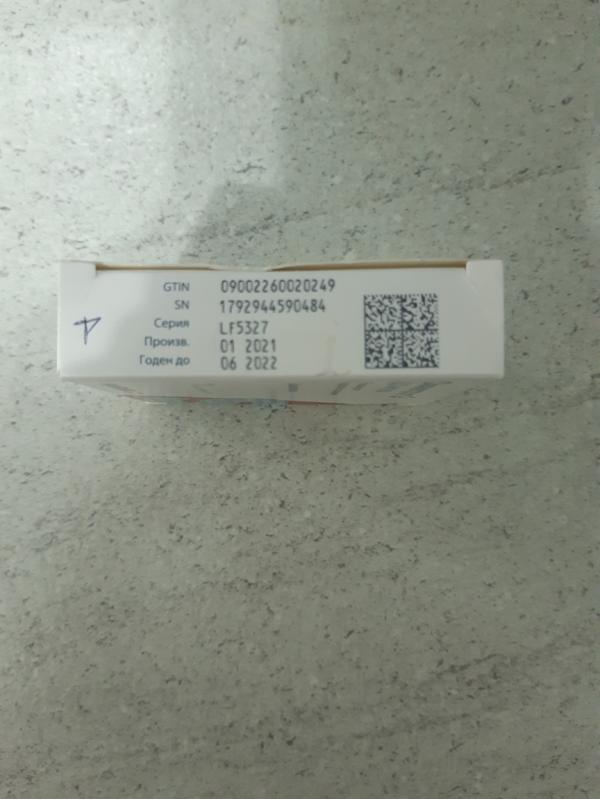 GTIN 09002260020249
SN 1792944590484
Серия LF5327
Произв. 01 2021
Годен до 06 2022